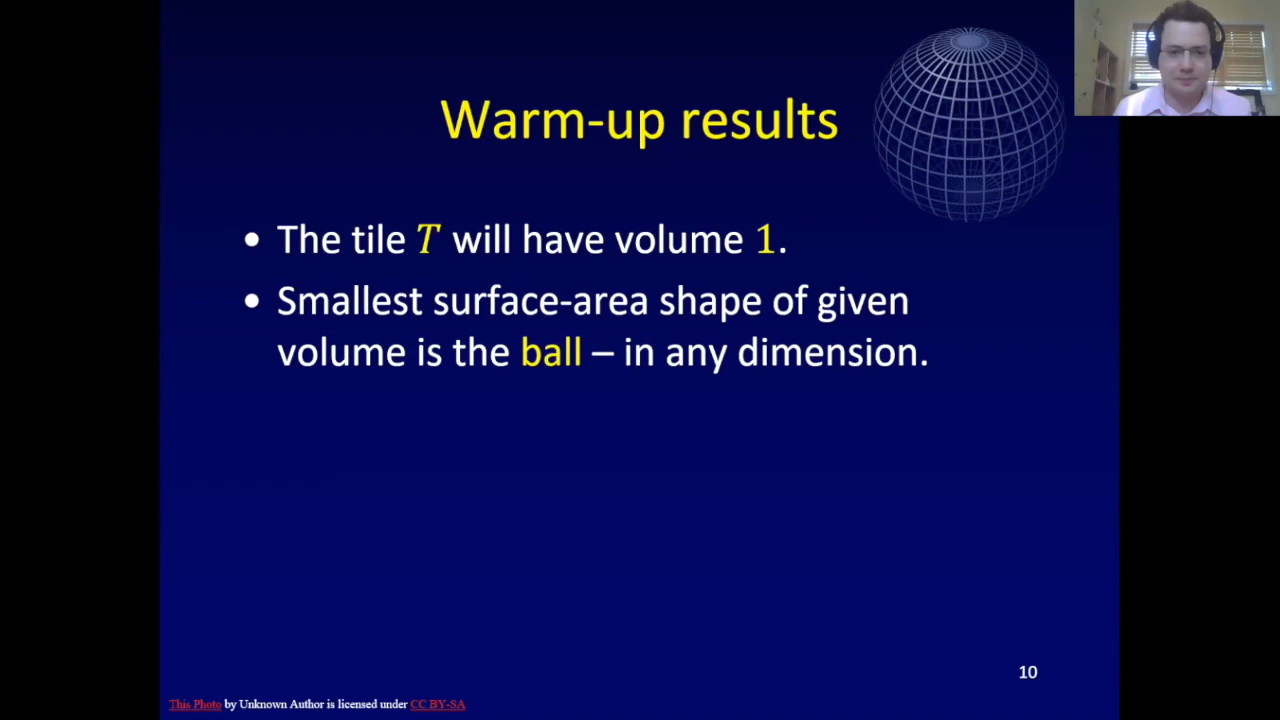 Warm-up results
• The tile T will have volume 1.
• Smallest surface-area shape of given
volume is the ball – in any dimension.
10
This Photo by Unknown Author is licensed under CC BY-SA